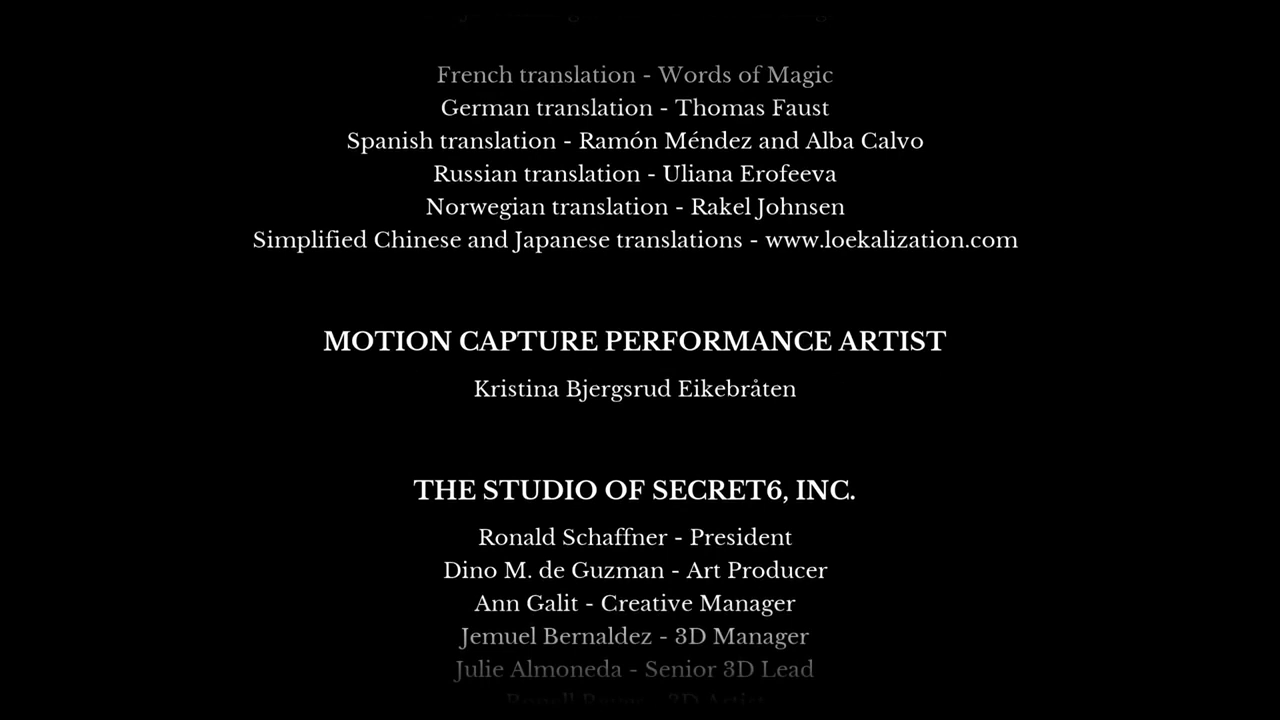 French translation - Words of Magic
German translation - Thomas Faust
Spanish translation - Ramón Méndez and Alba Calvo
Russian translation - Uliana Erofeeva
Norwegian translation - Rakel Johnsen
Simplified Chinese and Japanese translations - www.loekalization.com
MOTION CAPTURE PERFORMANCE ARTIST
Kristina Bjergsrud Eikebråten
THE STUDIO OF SECRET6, INC.
Ronald Schaffner - President
Dino M. de Guzman - Art Producer
Ann Galit - Creative Manager
Jemuel Bernaldez - 3D Manager
Julie Almoneda - Senior 3D Lead
- 3D Artist